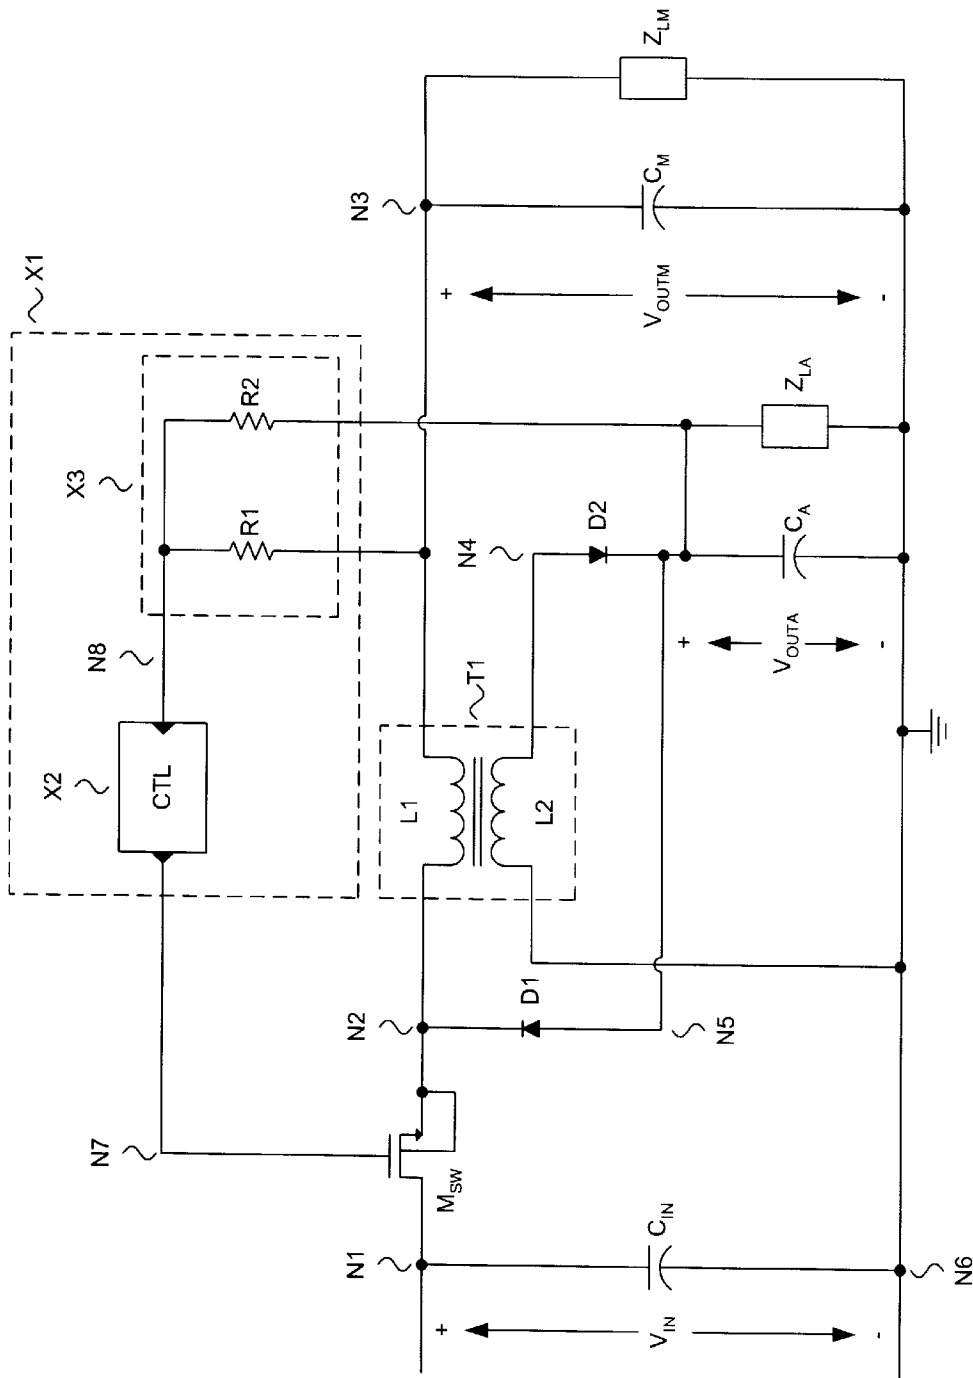 X1
X3
X2
CTL
N8
R1
R2
N7
N3
N2
N1
M_SW
L1
L2
T1
N4
D1
D2
N5
+
V_IN
-
C_IN
N6
+
V_OUTA
-
C_A
Z_LA
+
V_OUTM
-
C_M
Z_LM